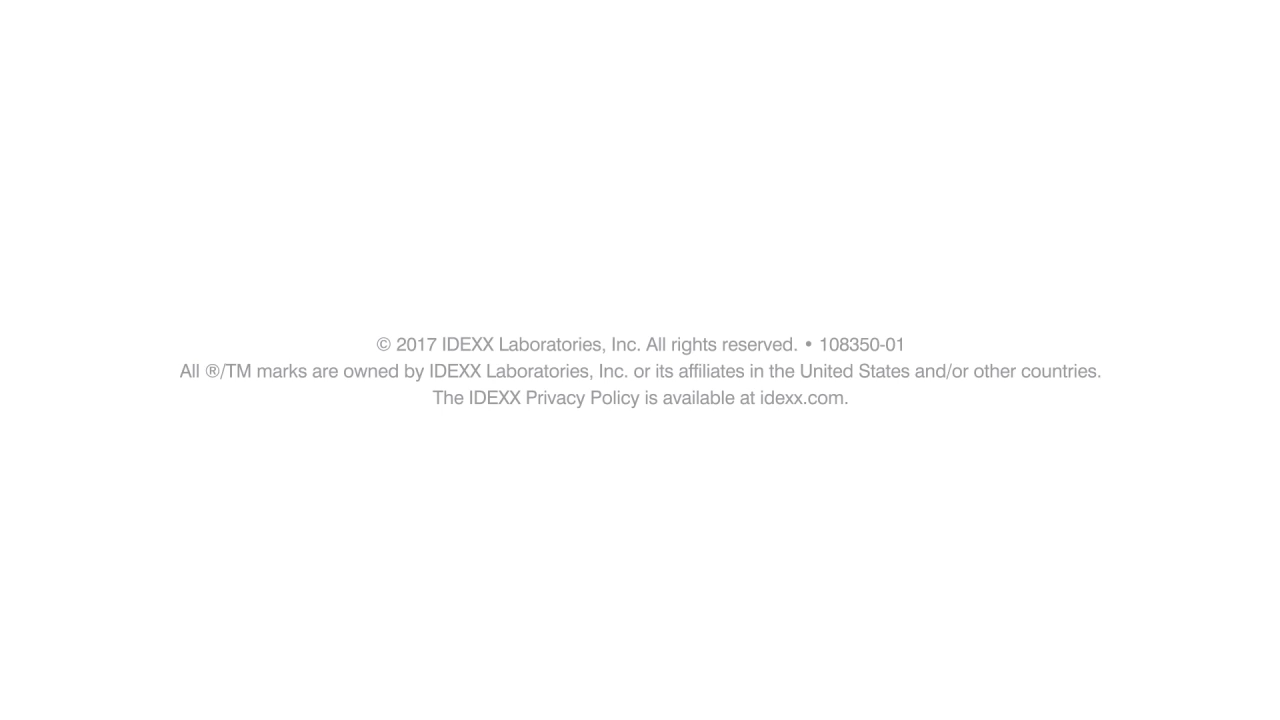 © 2017 IDEXX Laboratories, Inc. All rights reserved. • 108350-01
All ®/TM marks are owned by IDEXX Laboratories, Inc. or its affiliates in the United States and/or other countries.
The IDEXX Privacy Policy is available at idexx.com.